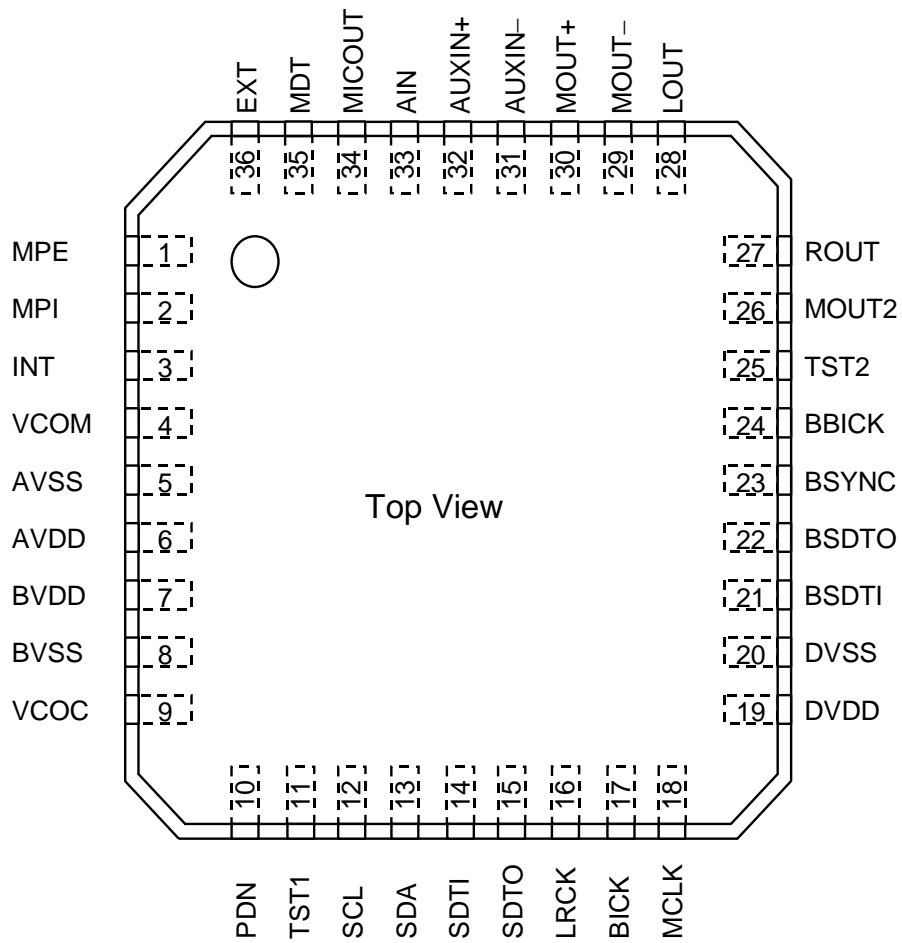 EXT
MDT
MICOUT
AIN
AUXIN+
AUXIN−
MOUT+
MOUT−
LOUT
36
35
34
33
32
31
30
29
28
MPE 1
27 ROUT
MPI 2
26 MOUT2
INT 3
25 TST2
VCOM 4
24 BBICK
AVSS 5
23 BSYNC
Top View
AVDD 6
22 BSDTO
BVDD 7
21 BSDTI
BVSS 8
20 DVSS
VCOC 9
19 DVDD
10
11
12
13
14
15
16
17
18
PDN
TST1
SCL
SDA
SDTI
SDTO
LRCK
BICK
MCLK